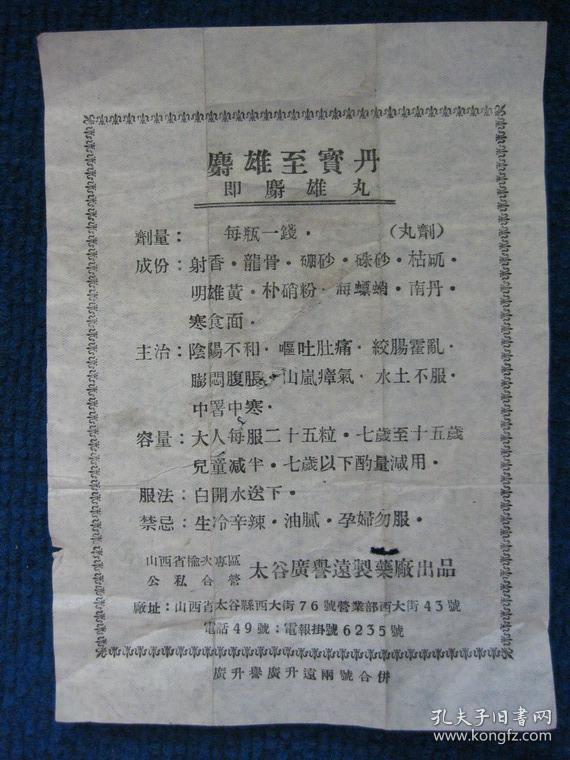 麝雄至寳丹
即麝雄丸
劑量： 每瓶一錢． （丸劑）
成份：射香．龍骨．硼砂．硃砂．枯矾．
明雄黃．朴硝粉．海螵蛸．南丹．
寒食面．
主治：陰陽不和．嘔吐肚痛．絞腸霍亂．
膨悶腹脹．山嵐瘴氣．水土不服．
中署中寒．
容量：大人每服二十五粒．七歲至十五歲
兒童减半．七歲以下酌量减用．
服法：白開水送下．
禁忌：生冷辛辣．油膩．孕婦勿服．
山西省榆次專區
公私合營
太谷廣譽遠製藥廠出品
廠址：山西省太谷縣西大街76號營業部西大街43號
電話49號；電報掛號6235號
廣升譽廣升遠兩號合併
孔夫子旧书网
www.kongfz.com